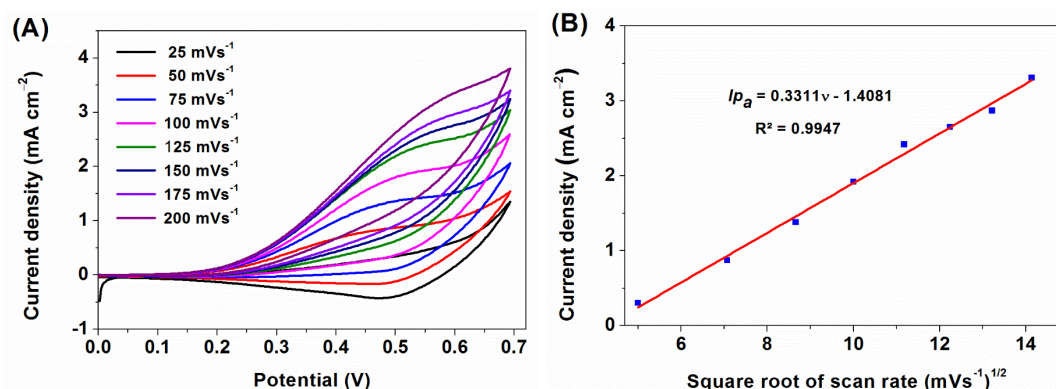 (A)
4
3
2
1
0
-1
Current density (mA cm⁻²)
25 mVs⁻¹
50 mVs⁻¹
75 mVs⁻¹
100 mVs⁻¹
125 mVs⁻¹
150 mVs⁻¹
175 mVs⁻¹
200 mVs⁻¹
0.0 0.1 0.2 0.3 0.4 0.5 0.6 0.7
Potential (V)
(B)
4
3
2
1
0
Current density (mA cm⁻²)
Ipₐ = 0.3311ν - 1.4081
R² = 0.9947
6 8 10 12 14
Square root of scan rate (mVs⁻¹)¹ᐟ²